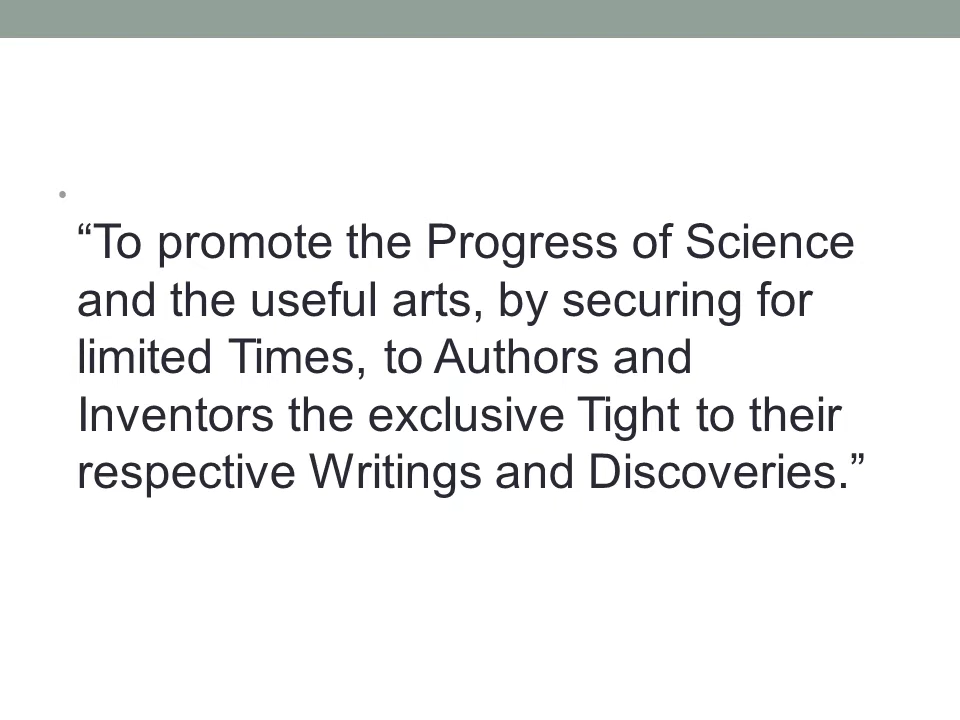 “To promote the Progress of Science
and the useful arts, by securing for
limited Times, to Authors and
Inventors the exclusive Tight to their
respective Writings and Discoveries.”